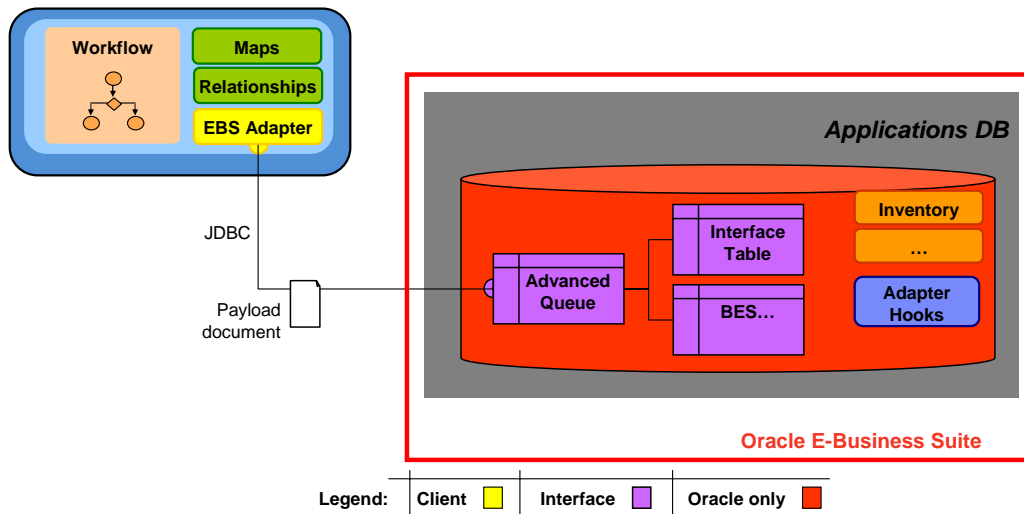 Workflow
Maps
Relationships
EBS Adapter
Applications DB
JDBC
Payload
document
Advanced
Queue
Interface
Table
BES…
Inventory
…
Adapter
Hooks
Oracle E-Business Suite
Legend: Client Interface Oracle only